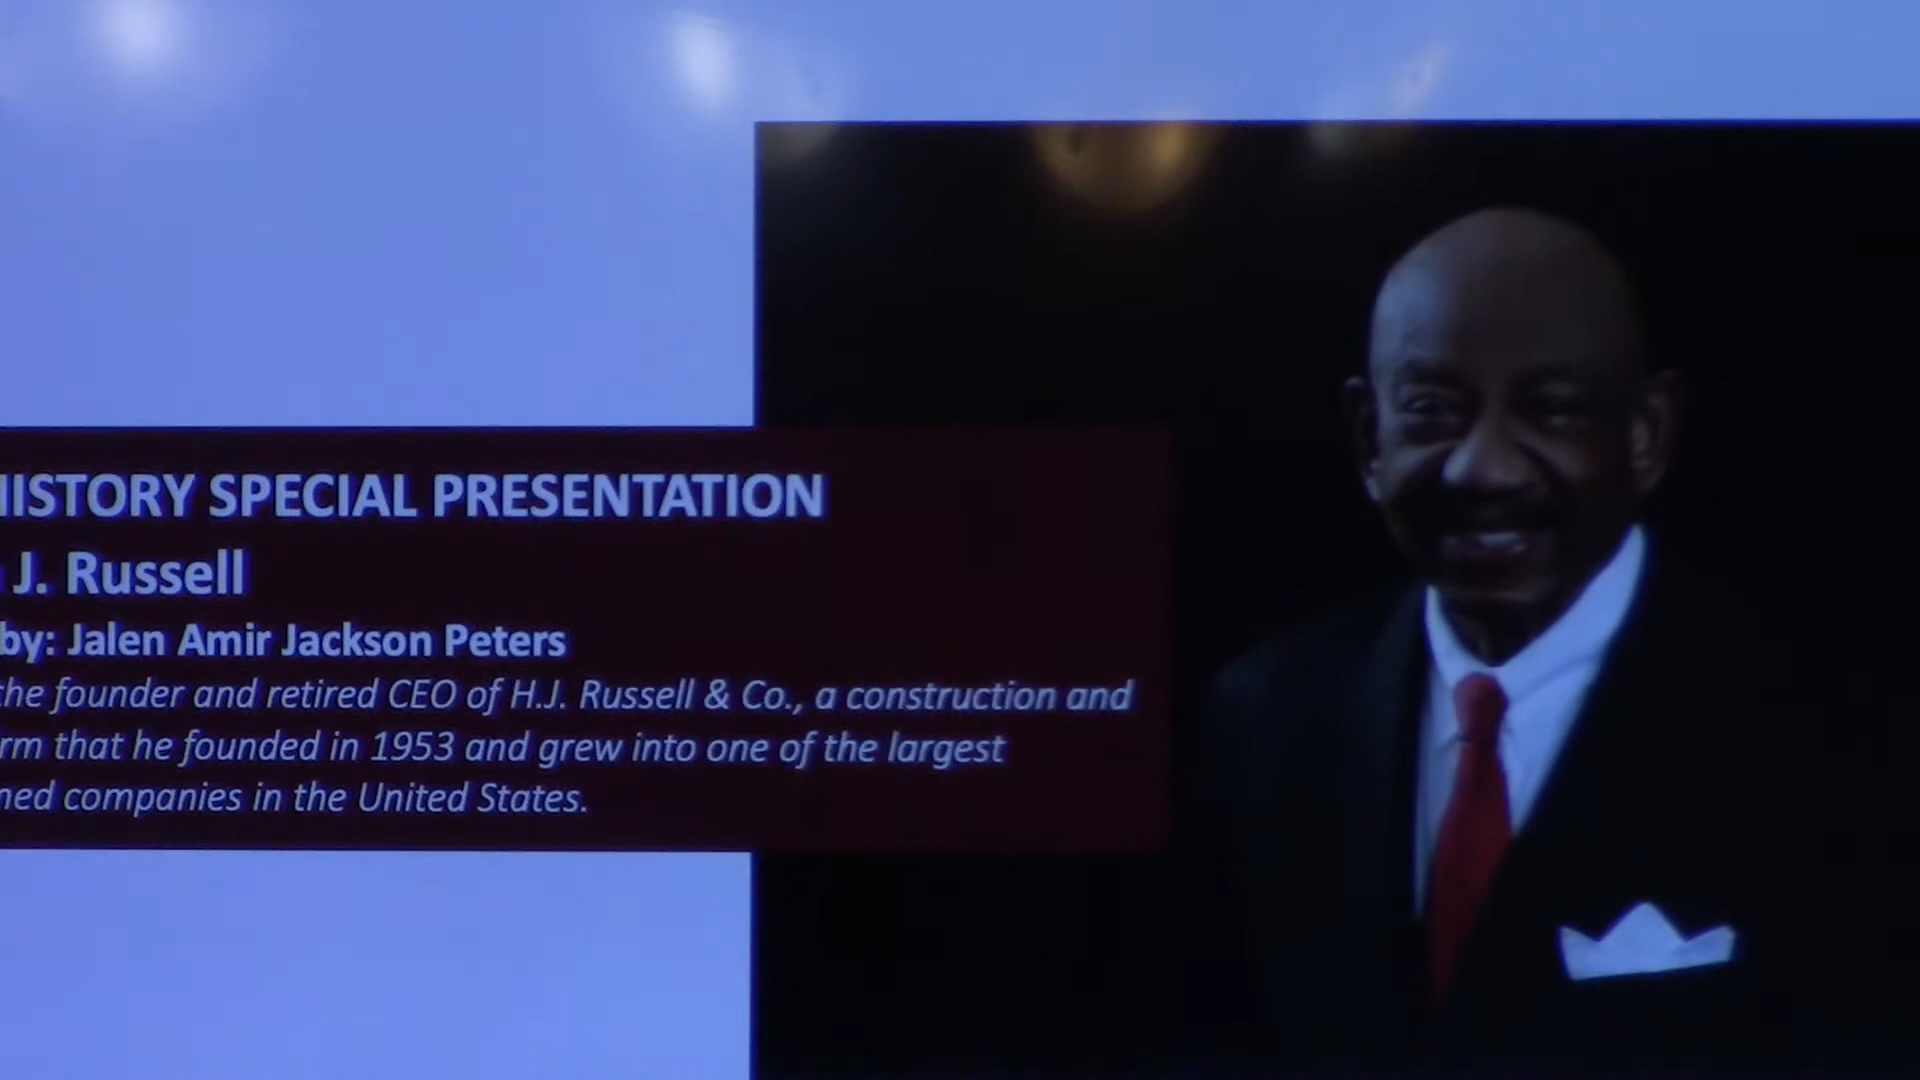 HISTORY SPECIAL PRESENTATION
J. Russell
by: Jalen Amir Jackson Peters
the founder and retired CEO of H.J. Russell & Co., a construction and
rm that he founded in 1953 and grew into one of the largest
ned companies in the United States.